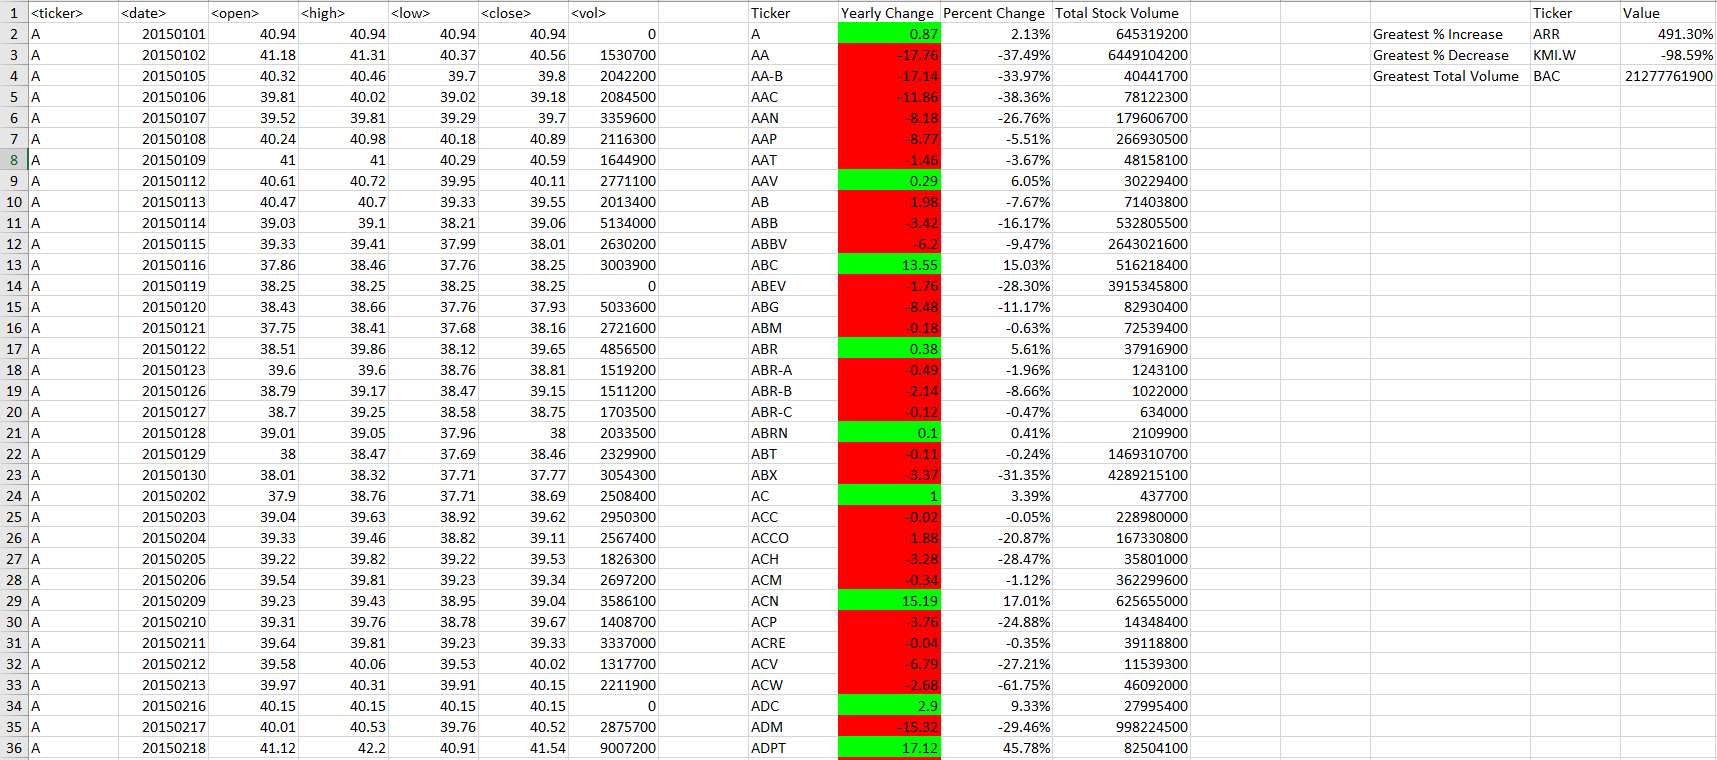 1 <ticker> <date> <open> <high> <low> <close> <vol> Ticker Yearly Change Percent Change Total Stock Volume Ticker Value
2 A 20150101 40.94 40.94 40.94 40.94 0 A 0.87 2.13% 645319200 Greatest % Increase ARR 491.30%
3 A 20150102 41.18 41.31 40.37 40.56 1530700 AA -17.76 -37.49% 6449104200 Greatest % Decrease KMI.W -98.59%
4 A 20150105 40.32 40.46 39.7 39.8 2042200 AA-B -17.14 -33.97% 40441700 Greatest Total Volume BAC 21277761900
5 A 20150106 39.81 40.02 39.02 39.18 2084500 AAC -11.86 -38.36% 78122300
6 A 20150107 39.52 39.81 39.29 39.7 3359600 AAN -8.18 -26.76% 179606700
7 A 20150108 40.24 40.98 40.18 40.89 2116300 AAP -8.77 -5.51% 266930500
8 A 20150109 41 41 40.29 40.59 1644900 AAT -1.46 -3.67% 48158100
9 A 20150112 40.61 40.72 39.95 40.11 2771100 AAV 0.29 6.05% 30229400
10 A 20150113 40.47 40.7 39.33 39.55 2013400 AB -1.98 -7.67% 71403800
11 A 20150114 39.03 39.1 38.21 39.06 5134000 ABB -3.42 -16.17% 532805500
12 A 20150115 39.33 39.41 37.99 38.01 2630200 ABBV -6.2 -9.47% 2643021600
13 A 20150116 37.86 38.46 37.76 38.25 3003900 ABC 13.55 15.03% 516218400
14 A 20150119 38.25 38.25 38.25 38.25 0 ABEV -1.76 -28.30% 3915345800
15 A 20150120 38.43 38.66 37.76 37.93 5033600 ABG -8.48 -11.17% 82930400
16 A 20150121 37.75 38.41 37.68 38.16 2721600 ABM -0.18 -0.63% 72539400
17 A 20150122 38.51 39.86 38.12 39.65 4856500 ABR 0.38 5.61% 37916900
18 A 20150123 39.6 39.6 38.76 38.81 1519200 ABR-A -0.49 -1.96% 1243100
19 A 20150126 38.79 39.17 38.47 39.15 1511200 ABR-B -2.14 -8.66% 1022000
20 A 20150127 38.7 39.25 38.58 38.75 1703500 ABR-C -0.12 -0.47% 634000
21 A 20150128 39.01 39.05 37.96 38 2033500 ABRN 0.1 0.41% 2109900
22 A 20150129 38 38.47 37.69 38.46 2329900 ABT -0.11 -0.24% 1469310700
23 A 20150130 38.01 38.32 37.71 37.77 3054300 ABX -3.37 -31.35% 4289215100
24 A 20150202 37.9 38.76 37.71 38.69 2508400 AC 1 3.39% 437700
25 A 20150203 39.04 39.63 38.92 39.62 2950300 ACC -0.02 -0.05% 228980000
26 A 20150204 39.33 39.46 38.82 39.11 2567400 ACCO -1.88 -20.87% 167330800
27 A 20150205 39.22 39.82 39.22 39.53 1826300 ACH -3.28 -28.47% 35801000
28 A 20150206 39.54 39.81 39.23 39.34 2697200 ACM -0.34 -1.12% 362299600
29 A 20150209 39.23 39.43 38.95 39.04 3586100 ACN 15.19 17.01% 625655000
30 A 20150210 39.31 39.76 38.78 39.67 1408700 ACP -3.76 -24.88% 14348400
31 A 20150211 39.64 39.81 39.23 39.33 3337000 ACRE -0.04 -0.35% 39118800
32 A 20150212 39.58 40.06 39.53 40.02 1317700 ACV -6.79 -27.21% 11539300
33 A 20150213 39.97 40.31 39.91 40.15 2211900 ACW -2.68 -61.75% 46092000
34 A 20150216 40.15 40.15 40.15 40.15 0 ADC 2.9 9.33% 27995400
35 A 20150217 40.01 40.53 39.76 40.52 2875700 ADM -15.32 -29.46% 998224500
36 A 20150218 41.12 42.2 40.91 41.54 9007200 ADPT 17.12 45.78% 82504100